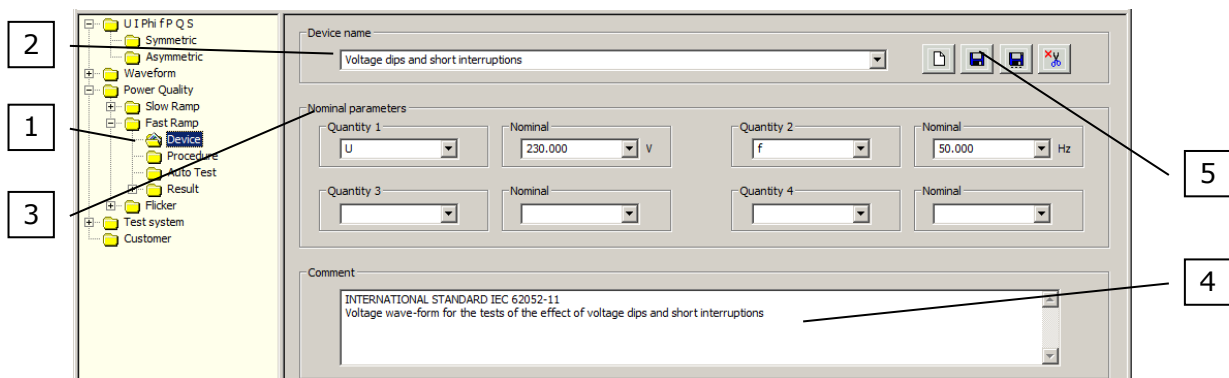 2
1
3
U I Phi f P Q S
Symmetric
Asymmetric
Waveform
Power Quality
Slow Ramp
Fast Ramp
Device
Procedure
Auto Test
Result
Flicker
Test system
Customer
Device name
Voltage dips and short interruptions
Nominal parameters
Quantity 1 Nominal Quantity 2 Nominal
U 230.000 V f 50.000 Hz
Quantity 3 Nominal Quantity 4 Nominal
Comment
INTERNATIONAL STANDARD IEC 62052-11
Voltage wave-form for the tests of the effect of voltage dips and short interruptions
5
4